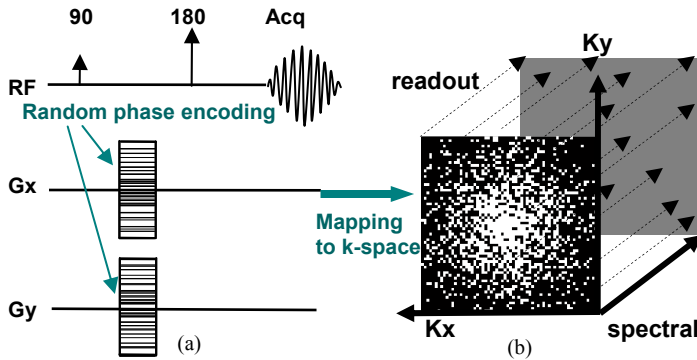 90
180
Acq
RF
Random phase encoding
Gx
Gy
(a)
Mapping
to k-space
Ky
readout
Kx
spectral
(b)